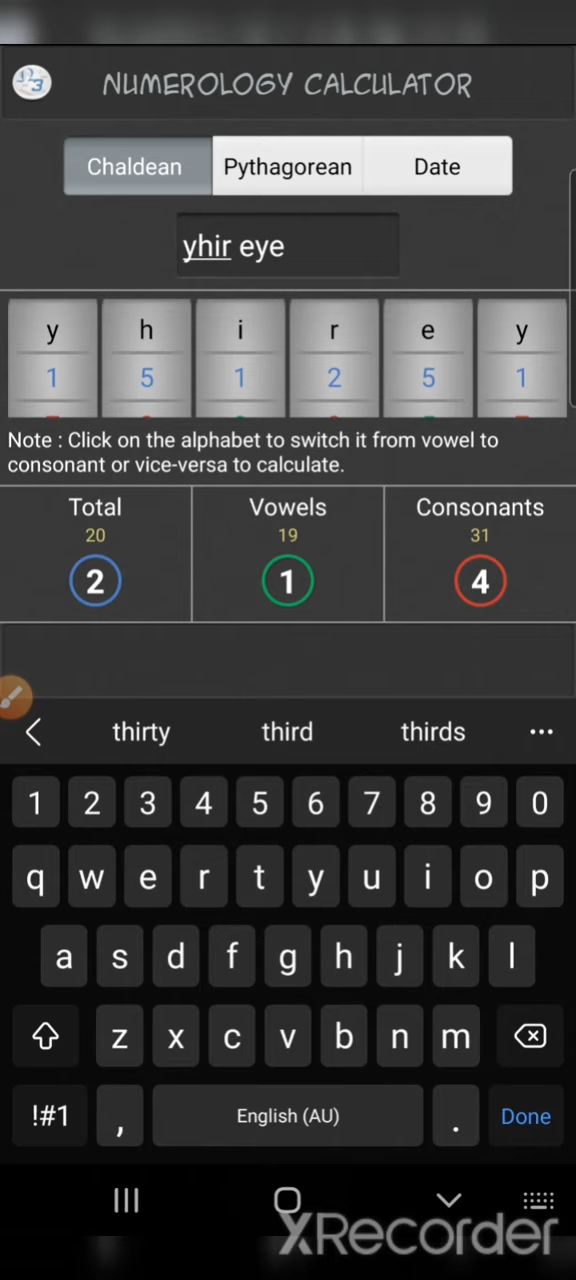 NUMEROLOGY CALCULATOR
Chaldean Pythagorean Date
yhir eye
y h i r e y
1 5 1 2 5 1
Note : Click on the alphabet to switch it from vowel to
consonant or vice-versa to calculate.
Total Vowels Consonants
20 19 31
2 1 4
thirty third thirds
1 2 3 4 5 6 7 8 9 0
q w e r t y u i o p
a s d f g h j k l
z x c v b n m
!#1 , English (AU) . Done
XRecorder